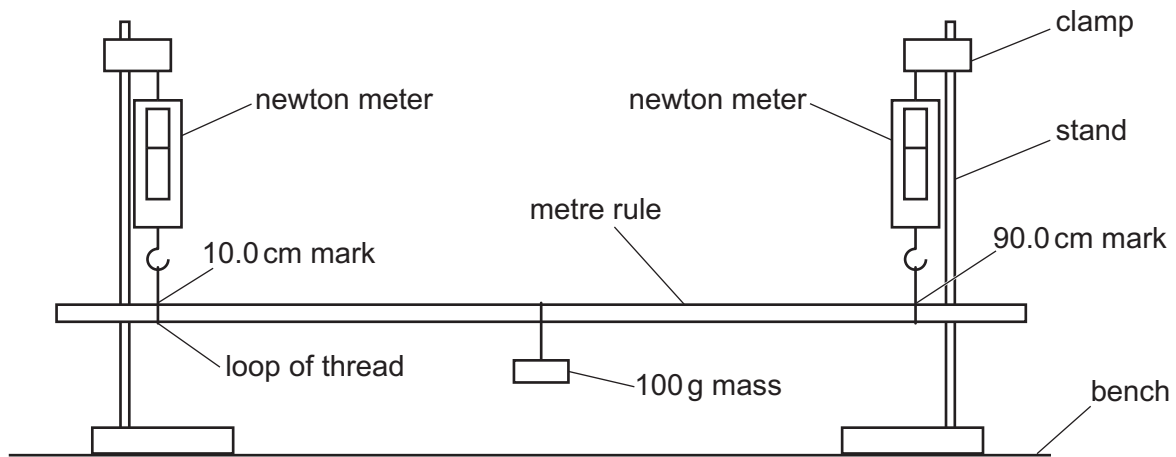 clamp
newton meter
newton meter
stand
metre rule
10.0 cm mark
90.0 cm mark
loop of thread
100 g mass
bench